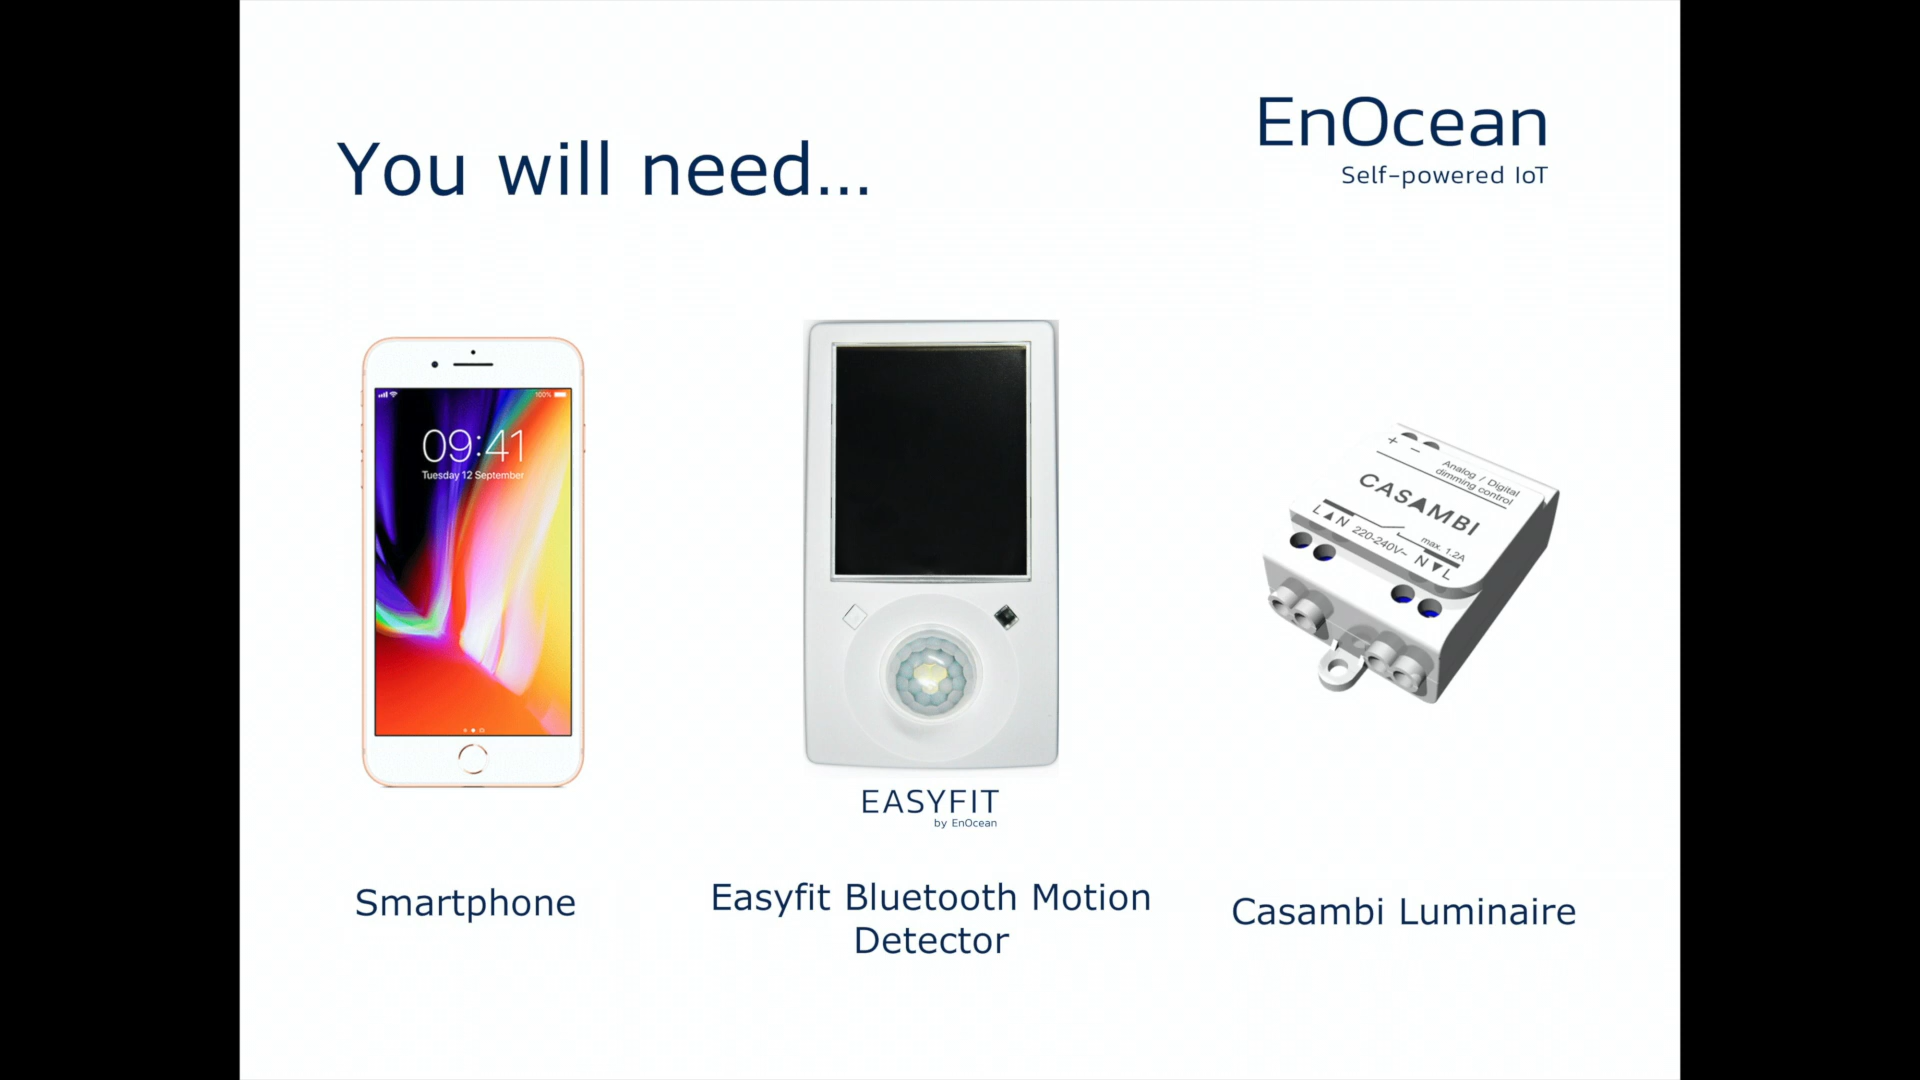 You will need...
EnOcean
Self-powered IoT
100%
09:41
Tuesday 12 September
+ -
Analog / Digital
dimming control
CASAMBI
L▲N 220-240V~
max. 1.2A
N▼L
EASYFIT
by EnOcean
Smartphone
Easyfit Bluetooth Motion
Detector
Casambi Luminaire